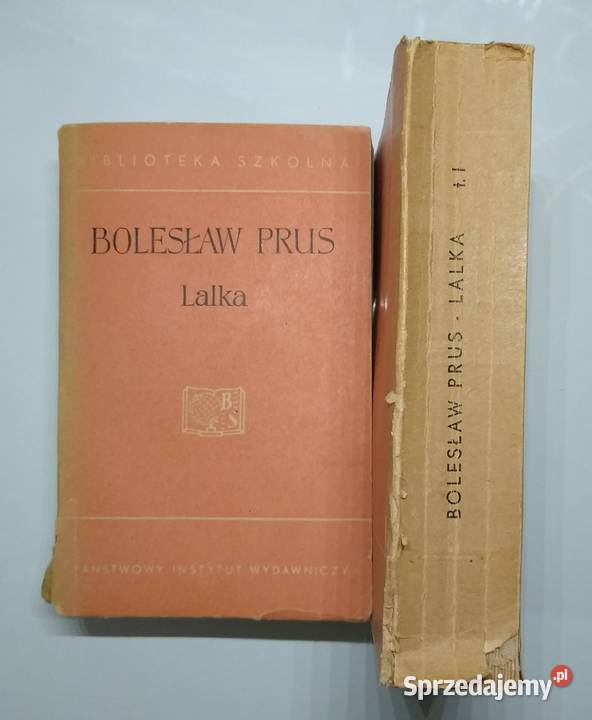 BIBLIOTEKA SZKOLNA
BOLESŁAW PRUS
Lalka
B
S
PAŃSTWOWY INSTYTUT WYDAWNICZY
BOLESŁAW PRUS - LALKA t. I
Sprzedajemy.pl